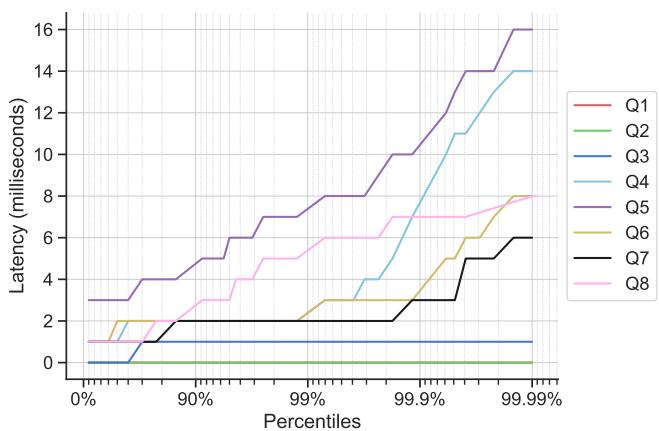 16
14
12
10
8
6
4
2
0
Latency (milliseconds)
0%
90%
99%
99.9%
99.99%
Percentiles
Q1
Q2
Q3
Q4
Q5
Q6
Q7
Q8